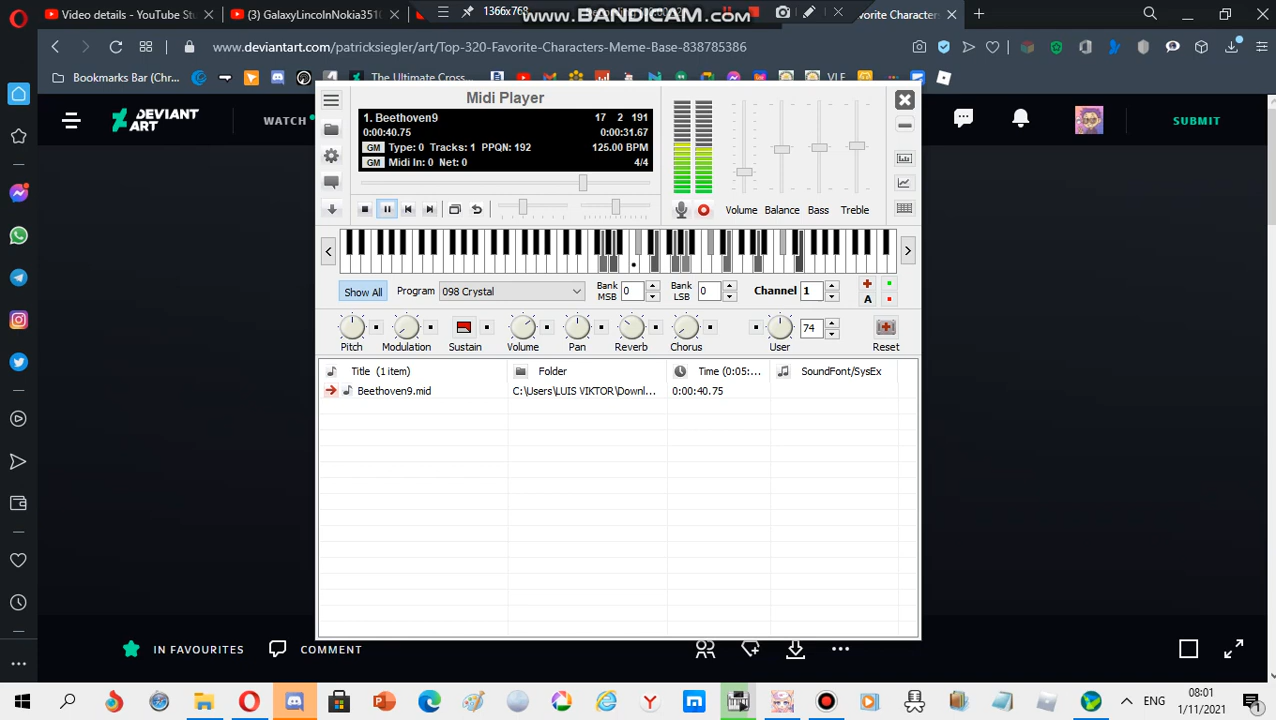 Video details - YouTube Stu
(3) GalaxyLincolnNokia3510
1366x768
www.BANDICAM.com
vorite Characters
www.deviantart.com/patricksiegler/art/Top-320-Favorite-Characters-Meme-Base-838785386
Bookmarks Bar (Chr...
The Ultimate Cross...
VLF
DEVIANT ART
WATCH
SUBMIT
Midi Player
1. Beethoven9
17 2 191
0:00:40.75
0:00:31.67
GM Type: 0 Tracks: 1 PPQN: 192
125.00 BPM
GM Midi In: 0 Net: 0
4/4
Volume Balance Bass Treble
Show All
Program
098 Crystal
Bank MSB
0
Bank LSB
0
Channel
1
A
74
Pitch Modulation Sustain Volume Pan Reverb Chorus User Reset
Title (1 item)
Folder
Time (0:05:...
SoundFont/SysEx
Beethoven9.mid
C:\Users\LUIS VIKTOR\Downl...
0:00:40.75
IN FAVOURITES
COMMENT
ENG
08:01
1/11/2021